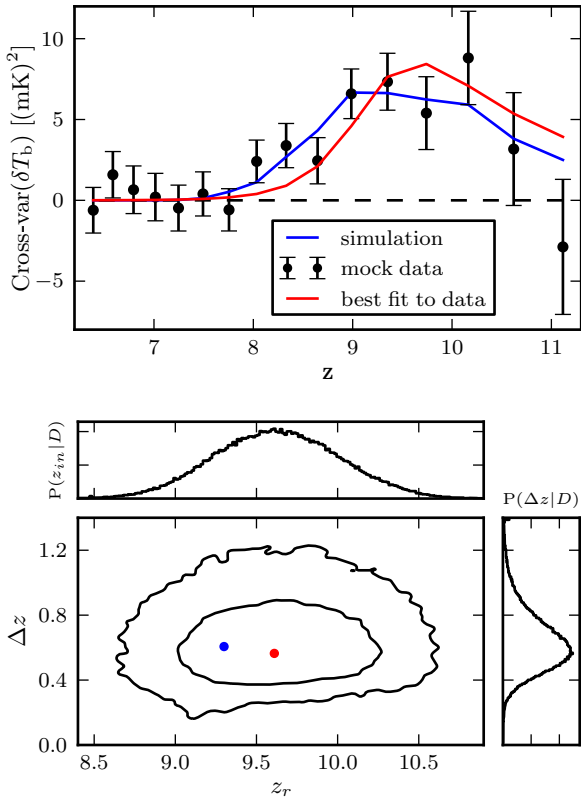 Cross-var(δT_b) [(mK)^2]
10
5
0
−5
simulation
mock data
best fit to data
7 8 9 10 11
z
P(z_in|D)
P(Δz|D)
Δz
1.2
0.8
0.4
0.0
8.5 9.0 9.5 10.0 10.5
z_r